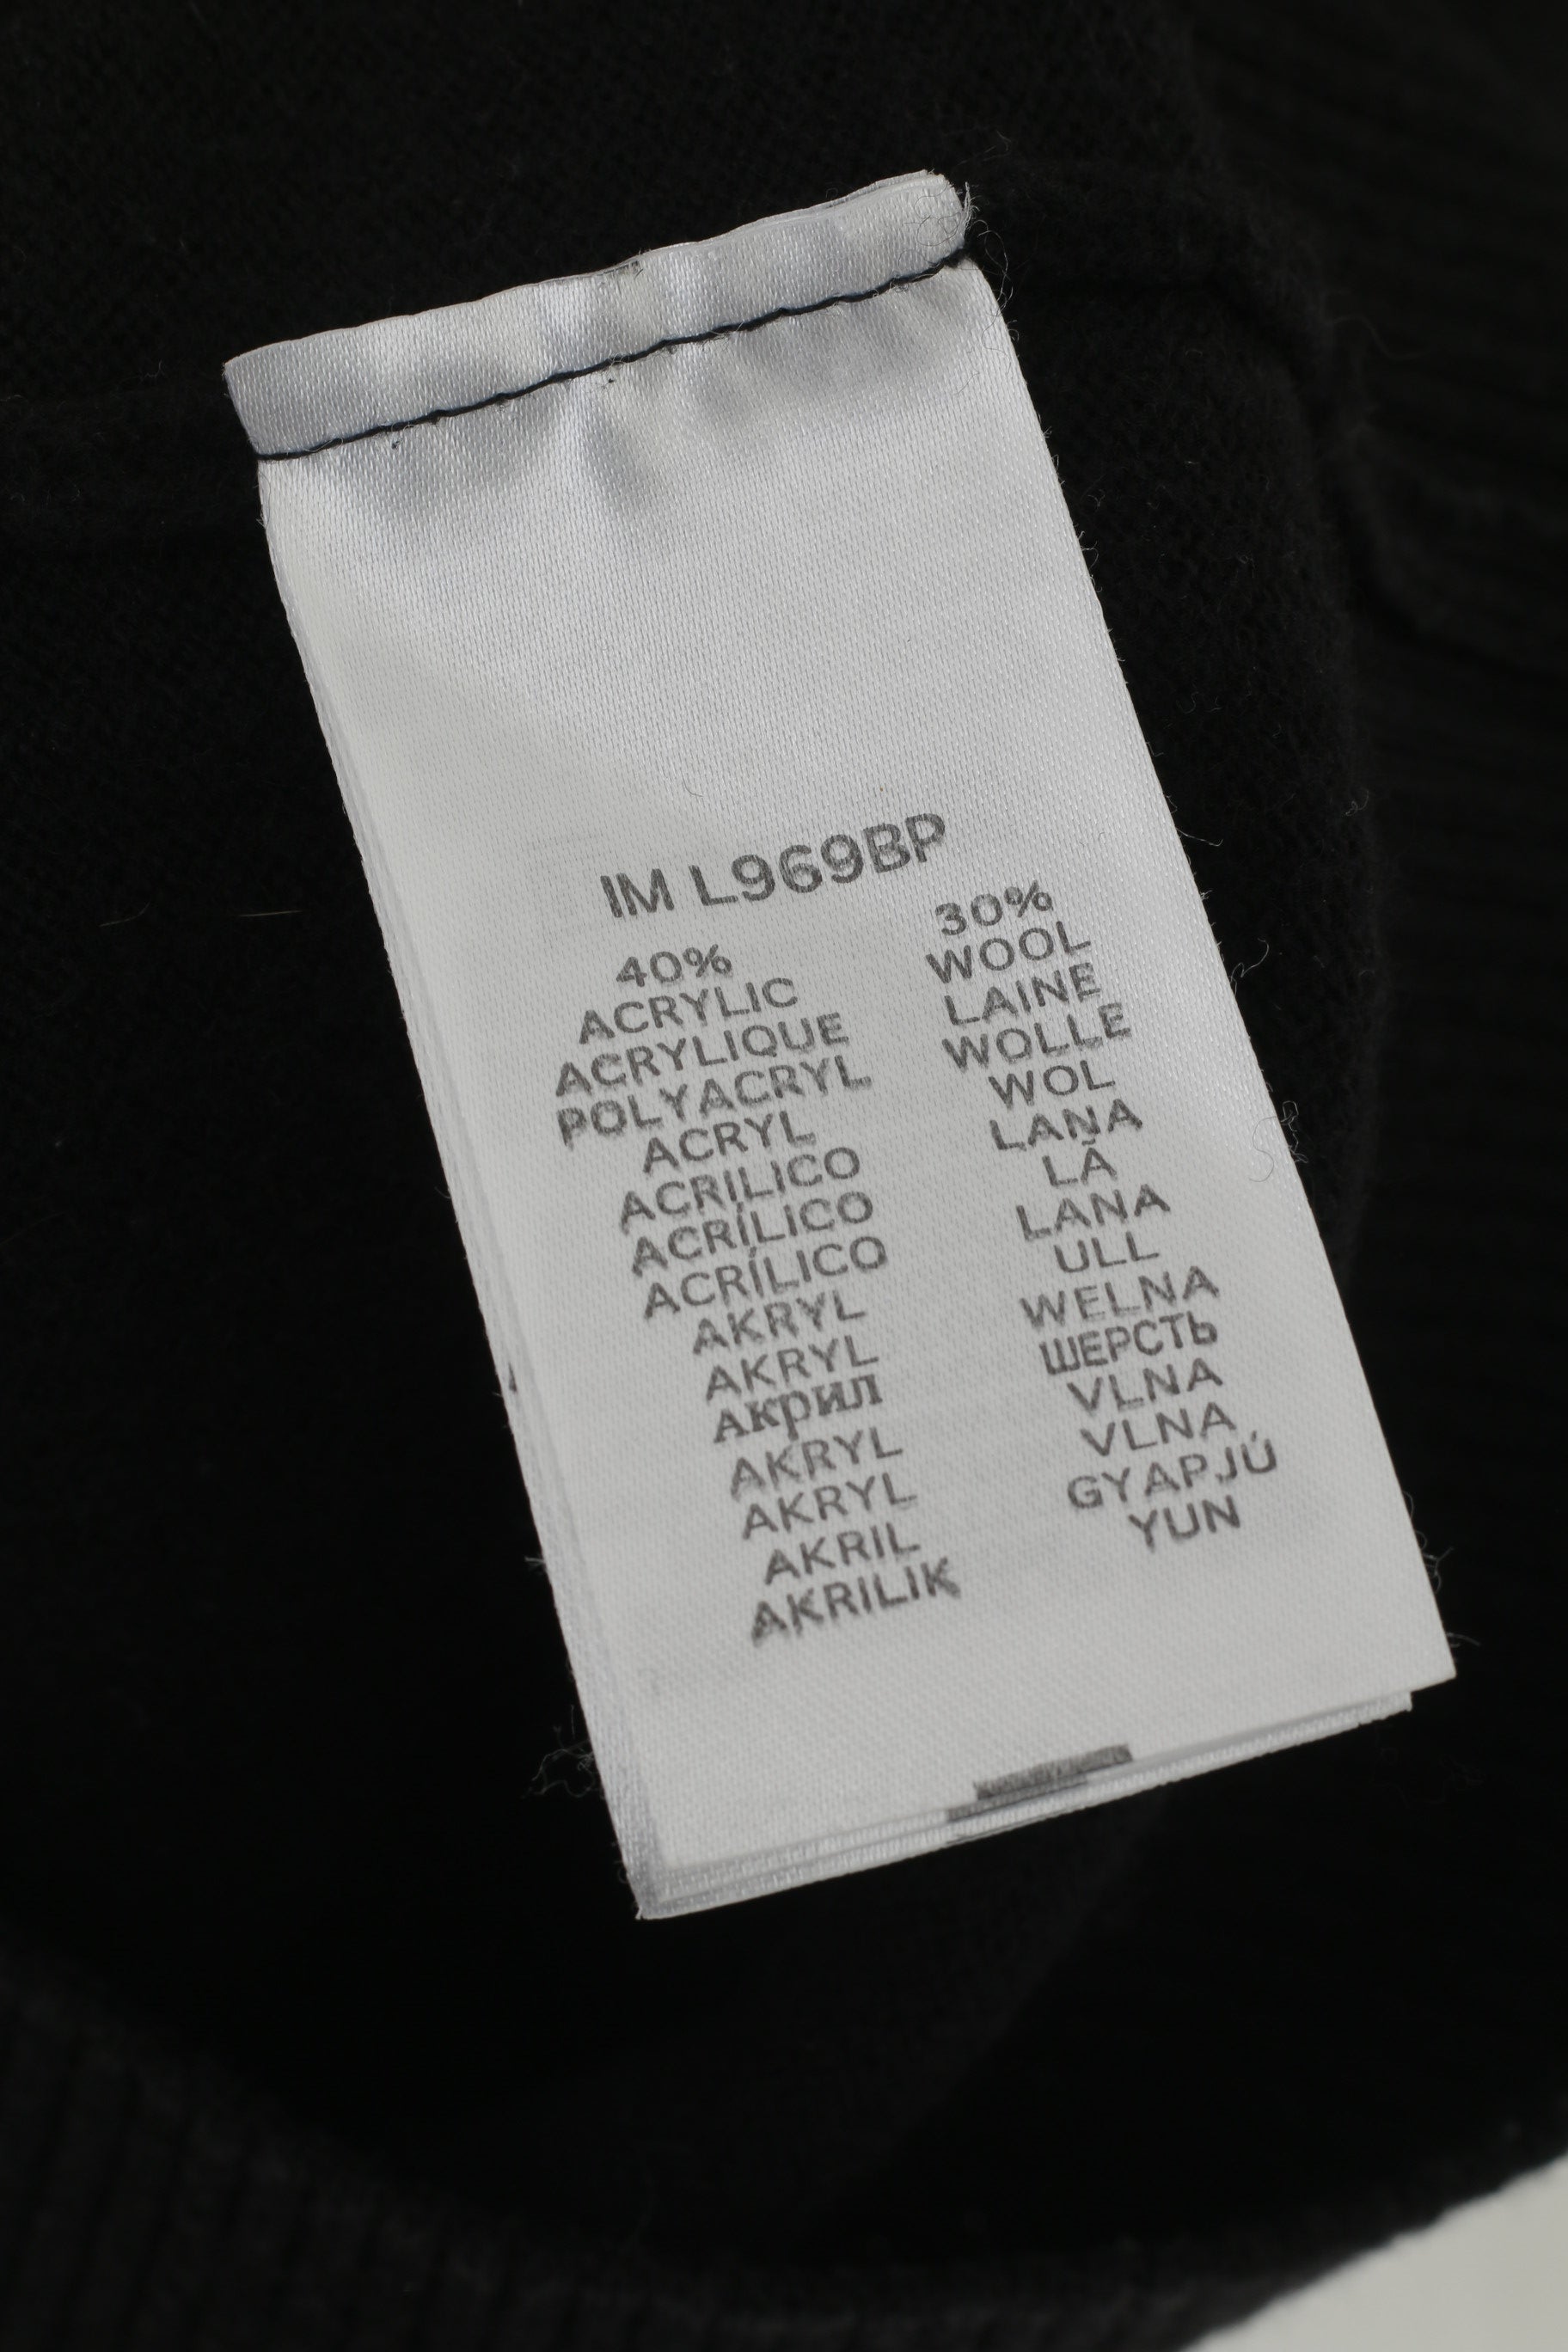 IM L969BP
40%
ACRYLIC
ACRYLIQUE
POLYACRYL
ACRYL
ACRILICO
ACRÍLICO
ACRÍLICO
AKRYL
AKRYL
акрил
AKRYL
AKRYL
AKRIL
AKRILIK
30%
WOOL
LAINE
WOLLE
WOL
LANA
LÃ
LANA
ULL
WELNA
ШЕРСТЬ
VLNA
VLNA
GYAPJÚ
YUN